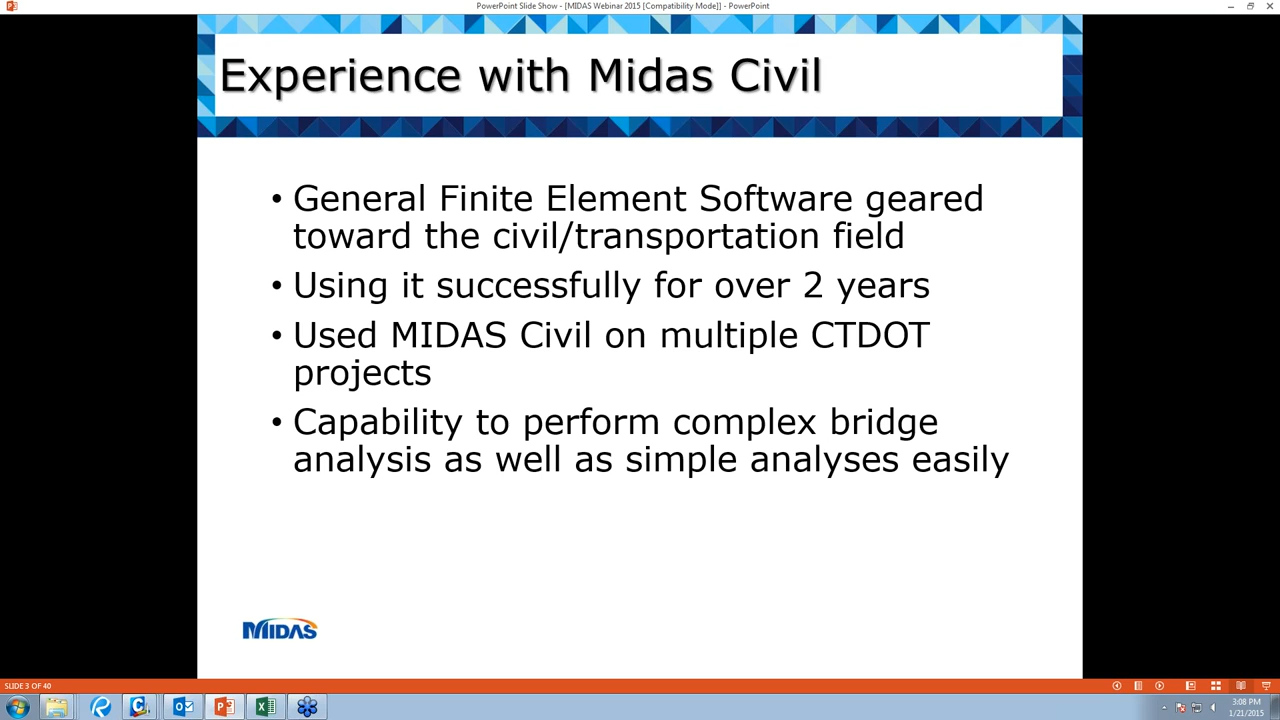 PowerPoint Slide Show - [MIDAS Webinar 2015 [Compatibility Mode]] - PowerPoint
Experience with Midas Civil
• General Finite Element Software geared
toward the civil/transportation field
• Using it successfully for over 2 years
• Used MIDAS Civil on multiple CTDOT
projects
• Capability to perform complex bridge
analysis as well as simple analyses easily
MIDAS
SLIDE 3 OF 40
3:08 PM
1/21/2015